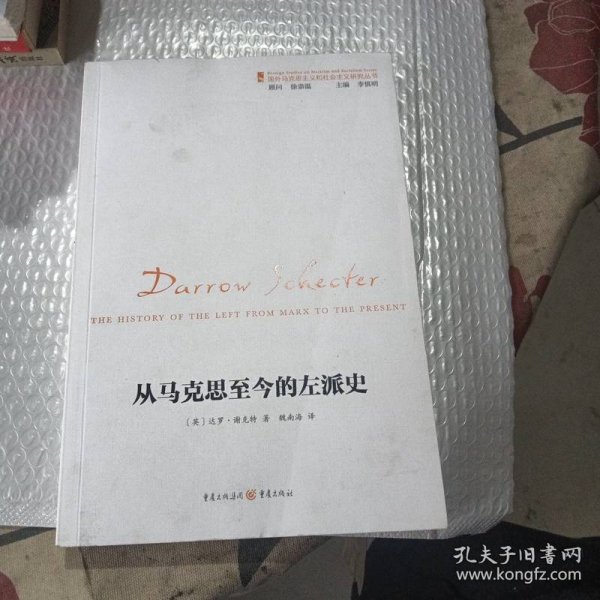 国外马克思主义和社会主义研究丛书
顾问 徐崇温 主编 李慎明
Darrow Schecter
THE HISTORY OF THE LEFT FROM MARX TO THE PRESENT
从马克思至今的左派史
[英] 达罗·谢克特 著 魏南海 译
重庆出版集团 重庆出版社
孔夫子旧书网
www.kongfz.com